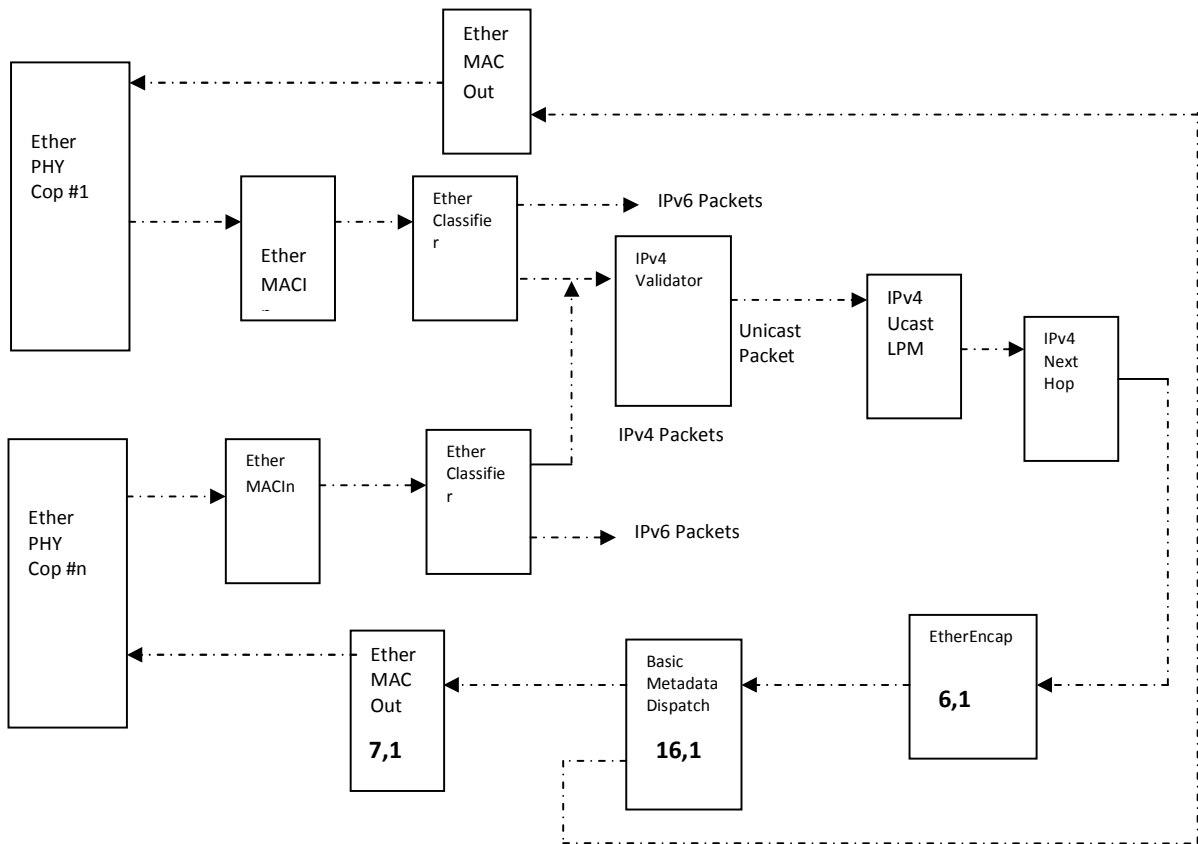 Ether
MAC
Out
Ether
PHY
Cop #1
Ether
MACI
Ether
Classifie
r
IPv6 Packets
IPv4
Validator
Unicast
Packet
IPv4
Ucast
LPM
IPv4
Next
Hop
IPv4 Packets
Ether
PHY
Cop #n
Ether
MACIn
Ether
Classifie
r
IPv6 Packets
Ether
MAC
Out
7,1
Basic
Metadada
Dispatch
16,1
EtherEncap
6,1